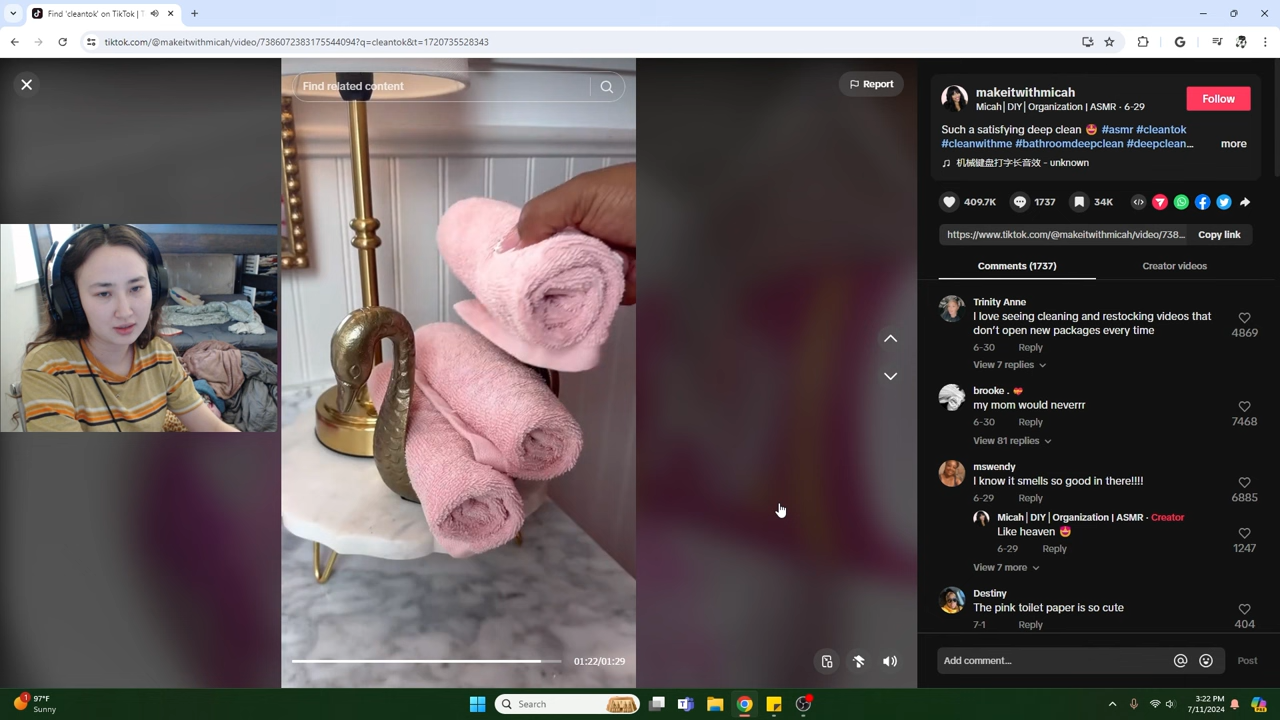 Find 'cleantok' on TikTok | T
tiktok.com/@makeitwithmicah/video/7386072383175544094?q=cleantok&t=1720735528343
Find related content
Report
01:22/01:29
makeitwithmicah
Micah│DIY│Organization | ASMR · 6-29
Follow
Such a satisfying deep clean 🤩 #asmr #cleantok
#cleanwithme #bathroomdeepclean #deepclean...
more
♫ 机械键盘打字长音效 - unknown
409.7K
1737
34K
https://www.tiktok.com/@makeitwithmicah/video/738...
Copy link
Comments (1737)
Creator videos
Trinity Anne
I love seeing cleaning and restocking videos that
don't open new packages every time
4869
6-30 Reply
View 7 replies
brooke . ❤️‍🩹
my mom would neverrr
7468
6-30 Reply
View 81 replies
mswendy
I know it smells so good in there!!!!
6885
6-29 Reply
Micah│DIY│Organization | ASMR · Creator
Like heaven 🤩
1247
6-29 Reply
View 7 more
Destiny
The pink toilet paper is so cute
404
7-1 Reply
Add comment...
Post
1
97°F
Sunny
Search
3:22 PM
7/11/2024